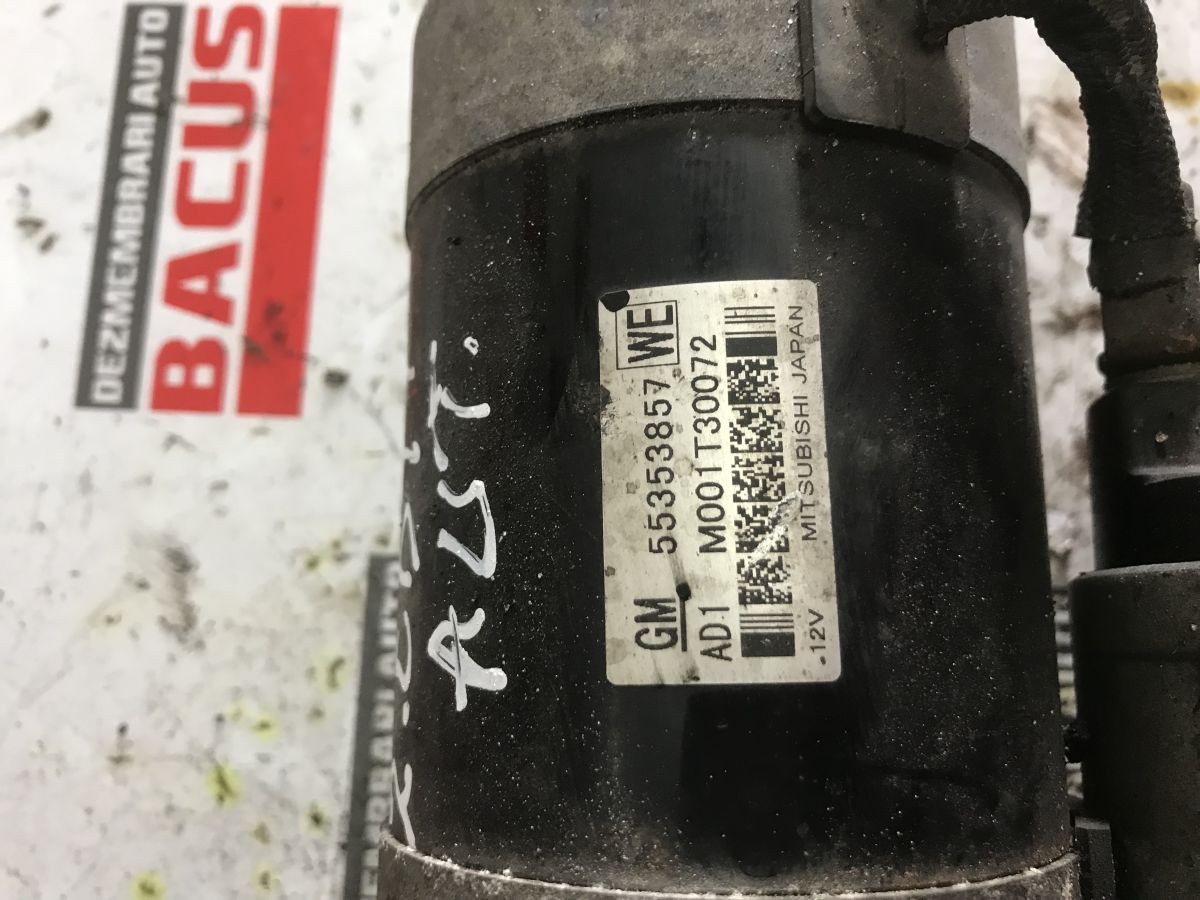 DEZMEMBRARI AUTO
BACUS
GM 55353857 WE
AD1 M001T30072
12V MITSUBISHI JAPAN